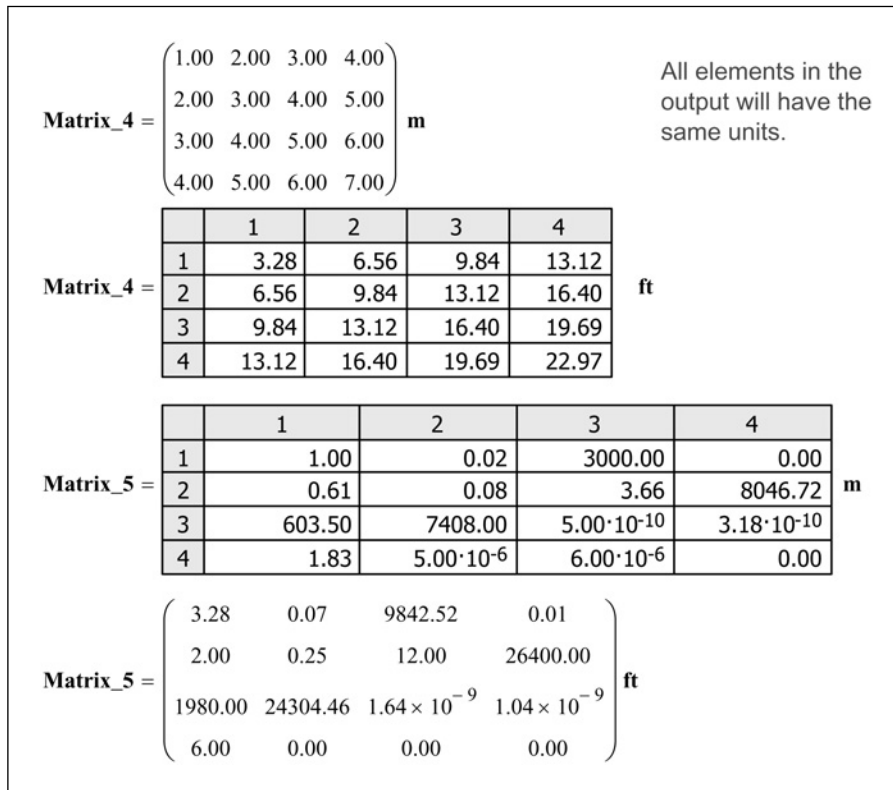 Matrix_4 = (1.00 2.00 3.00 4.00
2.00 3.00 4.00 5.00
3.00 4.00 5.00 6.00
4.00 5.00 6.00 7.00) m
All elements in the
output will have the
same units.
Matrix_4 =
1 2 3 4
1 3.28 6.56 9.84 13.12
2 6.56 9.84 13.12 16.40
3 9.84 13.12 16.40 19.69
4 13.12 16.40 19.69 22.97
ft
Matrix_5 =
1 2 3 4
1 1.00 0.02 3000.00 0.00
2 0.61 0.08 3.66 8046.72
3 603.50 7408.00 5.00·10⁻¹⁰ 3.18·10⁻¹⁰
4 1.83 5.00·10⁻⁶ 6.00·10⁻⁶ 0.00
m
Matrix_5 = (3.28 0.07 9842.52 0.01
2.00 0.25 12.00 26400.00
1980.00 24304.46 1.64 × 10⁻⁹ 1.04 × 10⁻⁹
6.00 0.00 0.00 0.00) ft